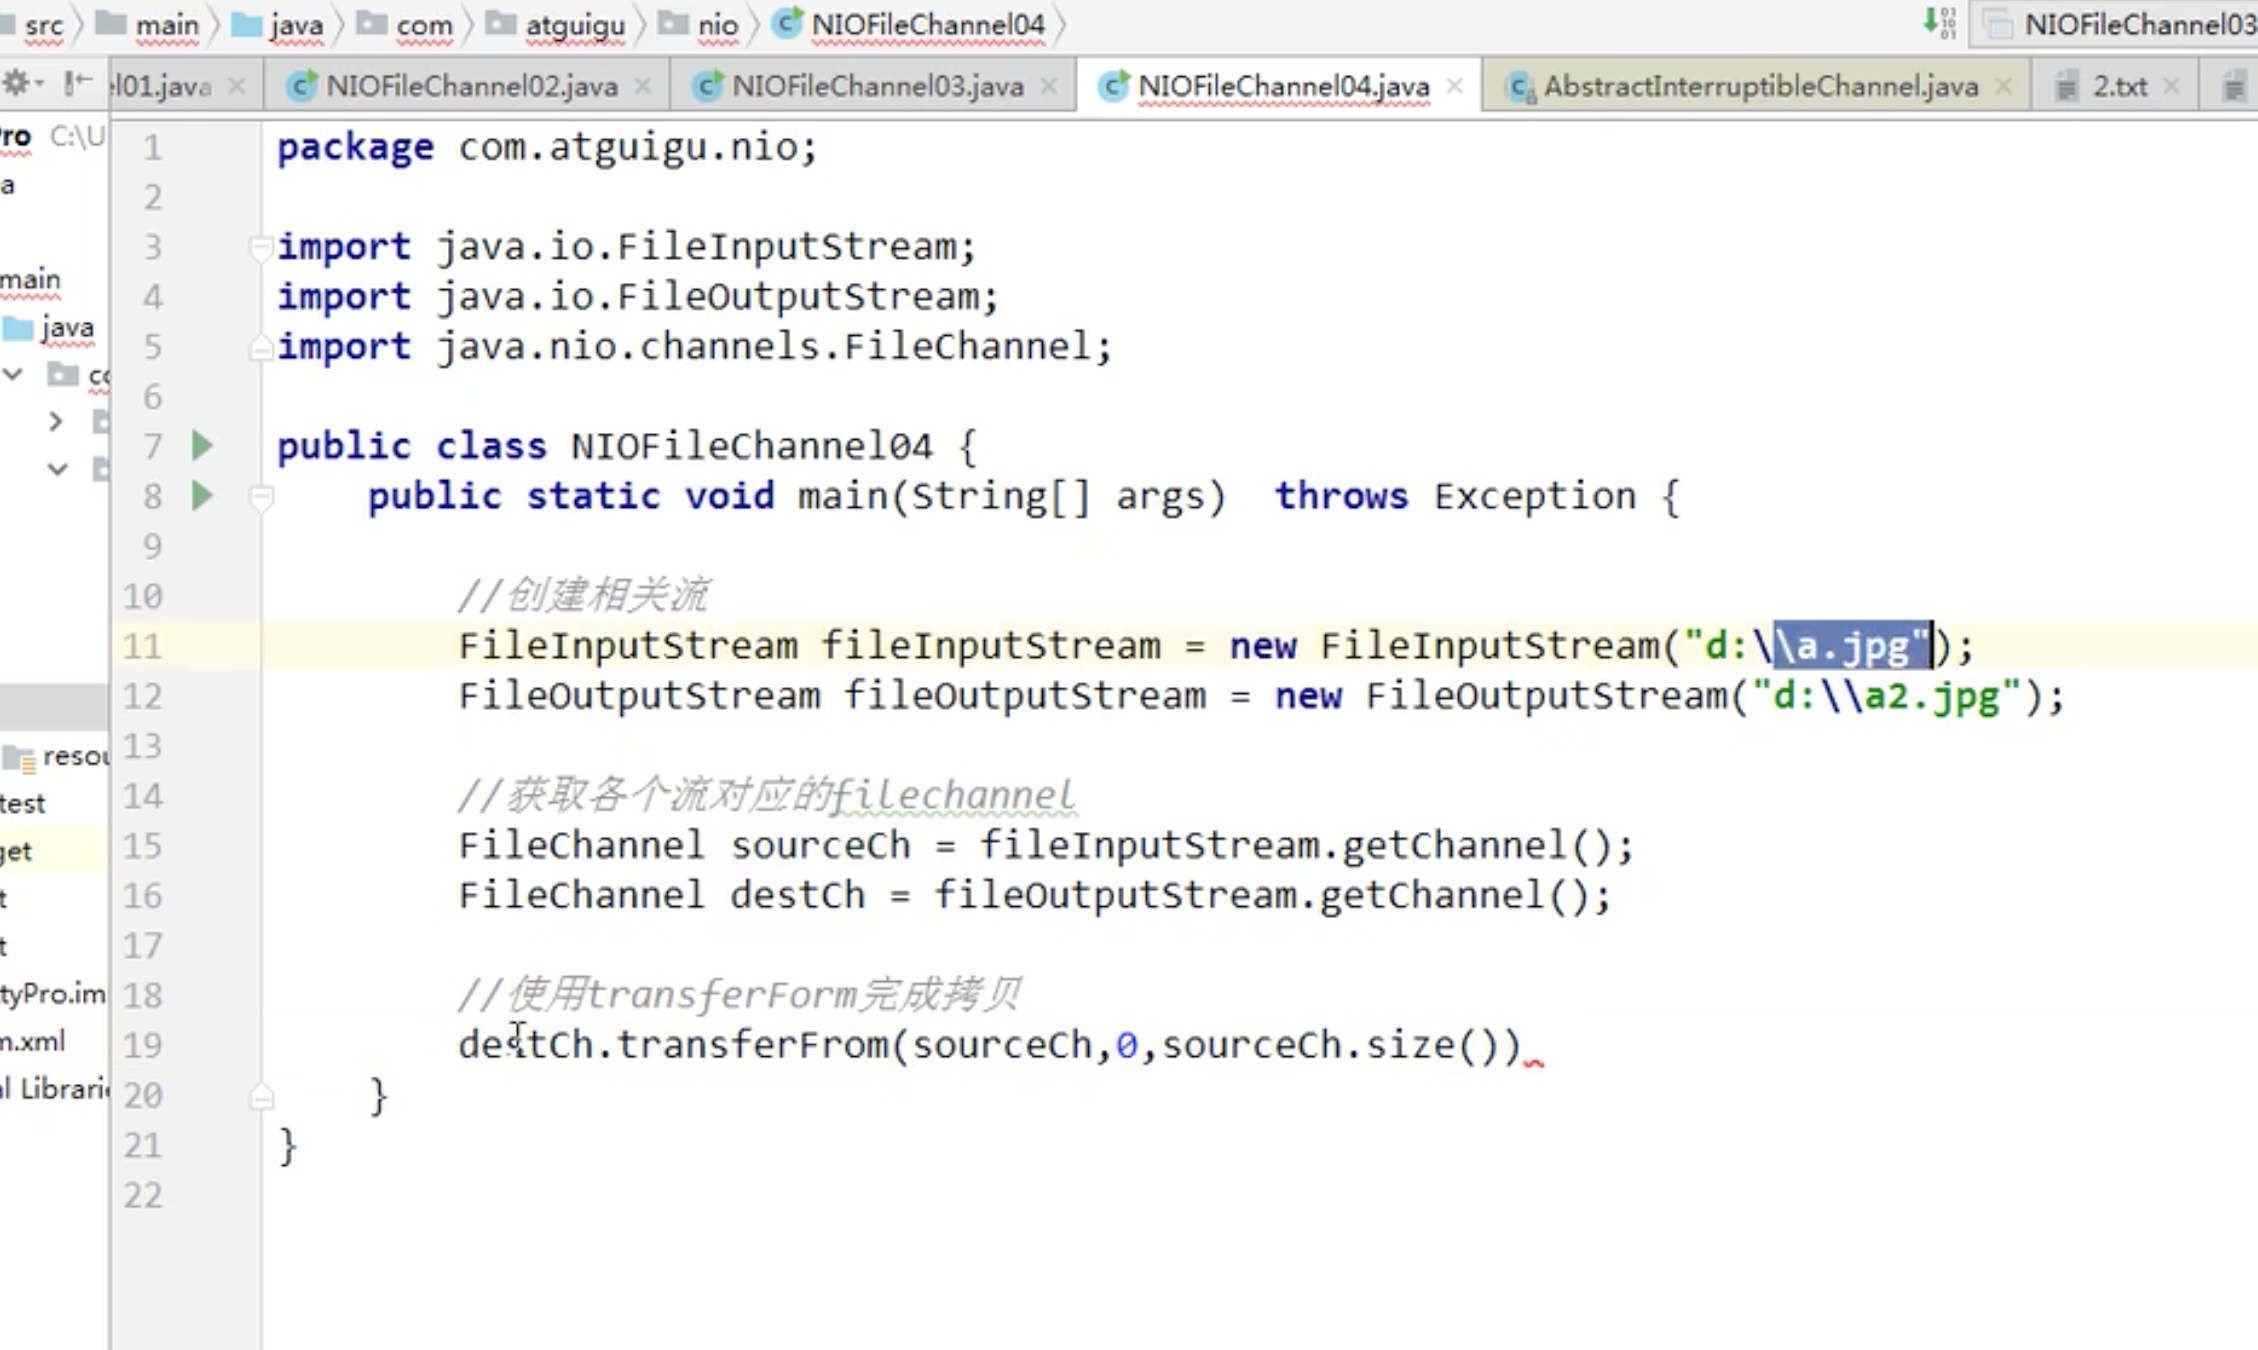 src main java com atguigu nio NIOFileChannel04 NIOFileChannel03
l01.java NIOFileChannel02.java NIOFileChannel03.java NIOFileChannel04.java AbstractInterruptibleChannel.java 2.txt
ro C:\U
a
main
java
co
resou
test
get
t
t
tyPro.im
m.xml
al Librari
1 package com.atguigu.nio;
2
3 import java.io.FileInputStream;
4 import java.io.FileOutputStream;
5 import java.nio.channels.FileChannel;
6
7 public class NIOFileChannel04 {
8 public static void main(String[] args)  throws Exception {
9
10 //创建相关流
11 FileInputStream fileInputStream = new FileInputStream("d:\\a.jpg");
12 FileOutputStream fileOutputStream = new FileOutputStream("d:\\a2.jpg");
13
14 //获取各个流对应的filechannel
15 FileChannel sourceCh = fileInputStream.getChannel();
16 FileChannel destCh = fileOutputStream.getChannel();
17
18 //使用transferForm完成拷贝
19 destCh.transferFrom(sourceCh,0,sourceCh.size())
20 }
21 }
22